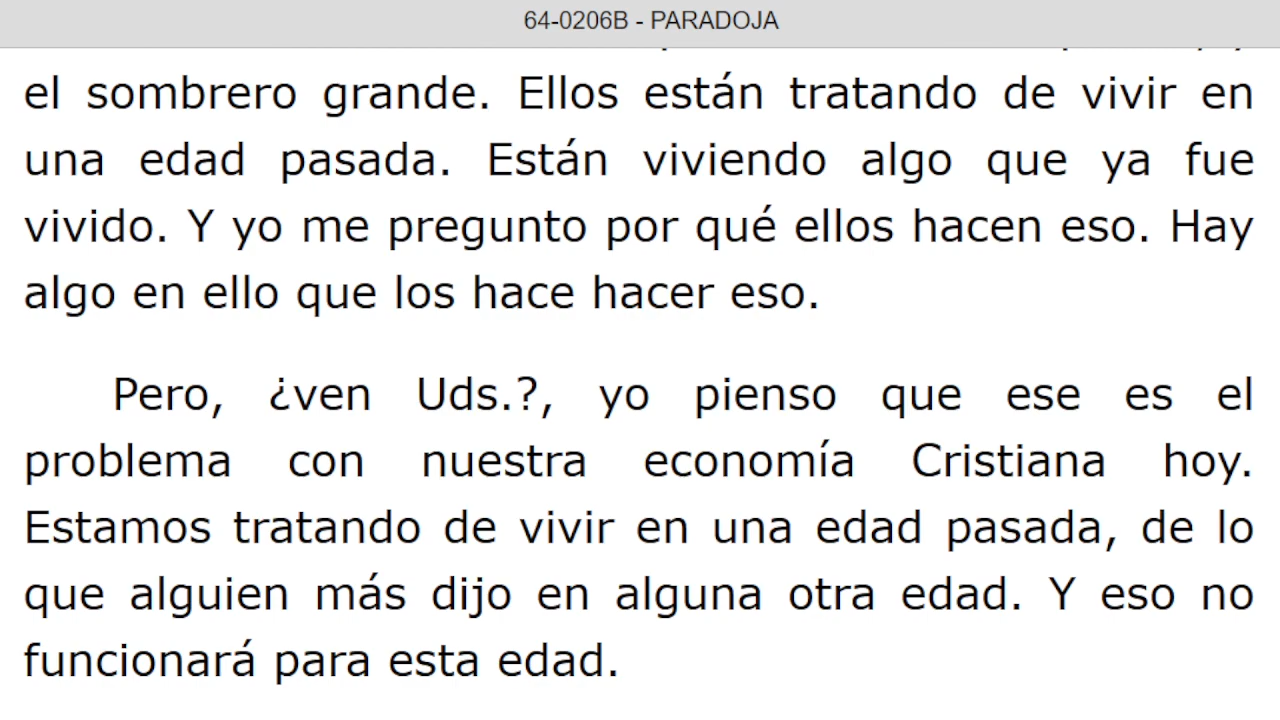 64-0206B - PARADOJA
el sombrero grande. Ellos están tratando de vivir en
una edad pasada. Están viviendo algo que ya fue
vivido. Y yo me pregunto por qué ellos hacen eso. Hay
algo en ello que los hace hacer eso.
Pero, ¿ven Uds.?, yo pienso que ese es el
problema con nuestra economía Cristiana hoy.
Estamos tratando de vivir en una edad pasada, de lo
que alguien más dijo en alguna otra edad. Y eso no
funcionará para esta edad.